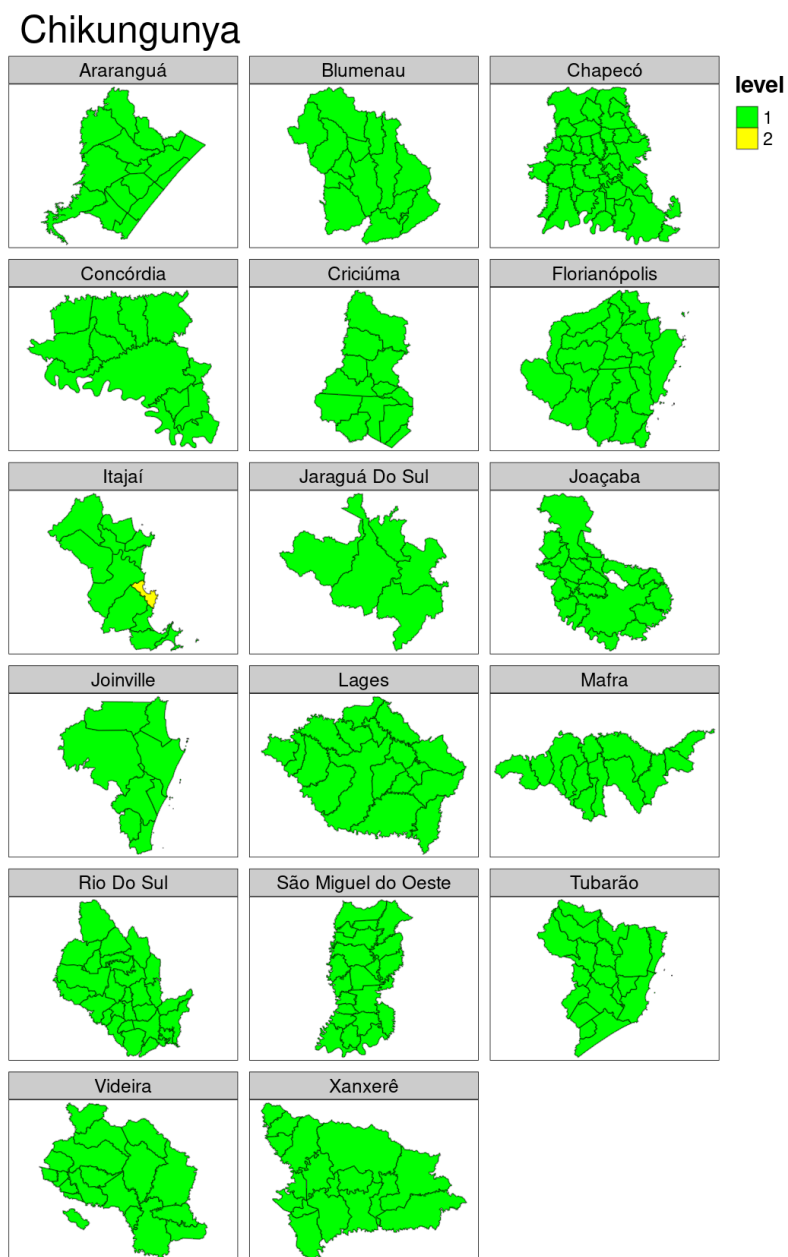 Chikungunya
Araranguá
Blumenau
Chapecó
level
1
2
Concórdia
Criciúma
Florianópolis
Itajaí
Jaraguá Do Sul
Joaçaba
Joinville
Lages
Mafra
Rio Do Sul
São Miguel do Oeste
Tubarão
Videira
Xanxerê